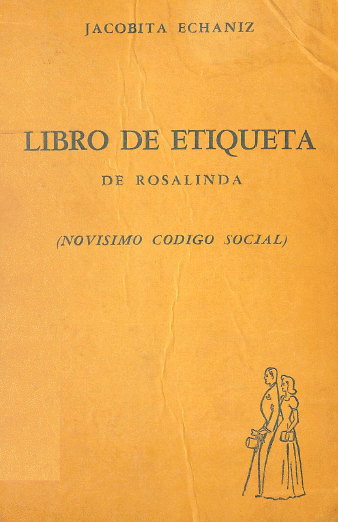 JACOBITA ECHANIZ
LIBRO DE ETIQUETA
DE ROSALINDA
(NOVISIMO CODIGO SOCIAL)